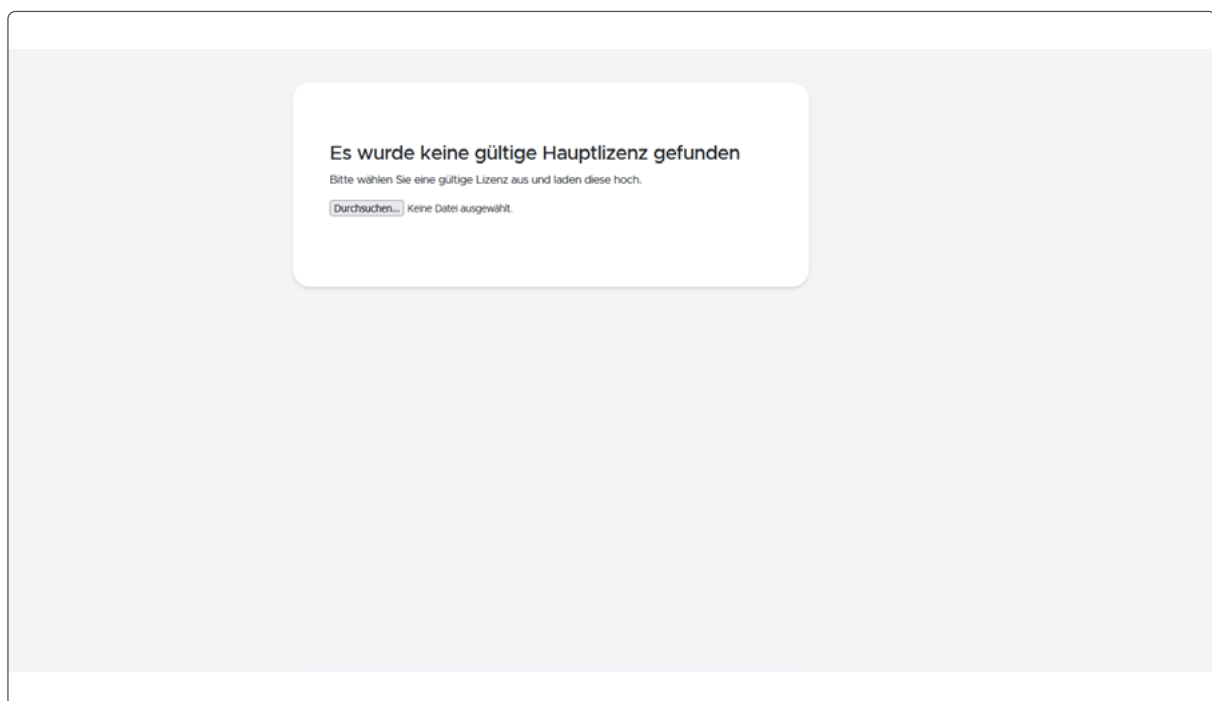 Es wurde keine gültige Hauptlizenz gefunden
Bitte wählen Sie eine gültige Lizenz aus und laden diese hoch.
Durchsuchen... Keine Datei ausgewählt.